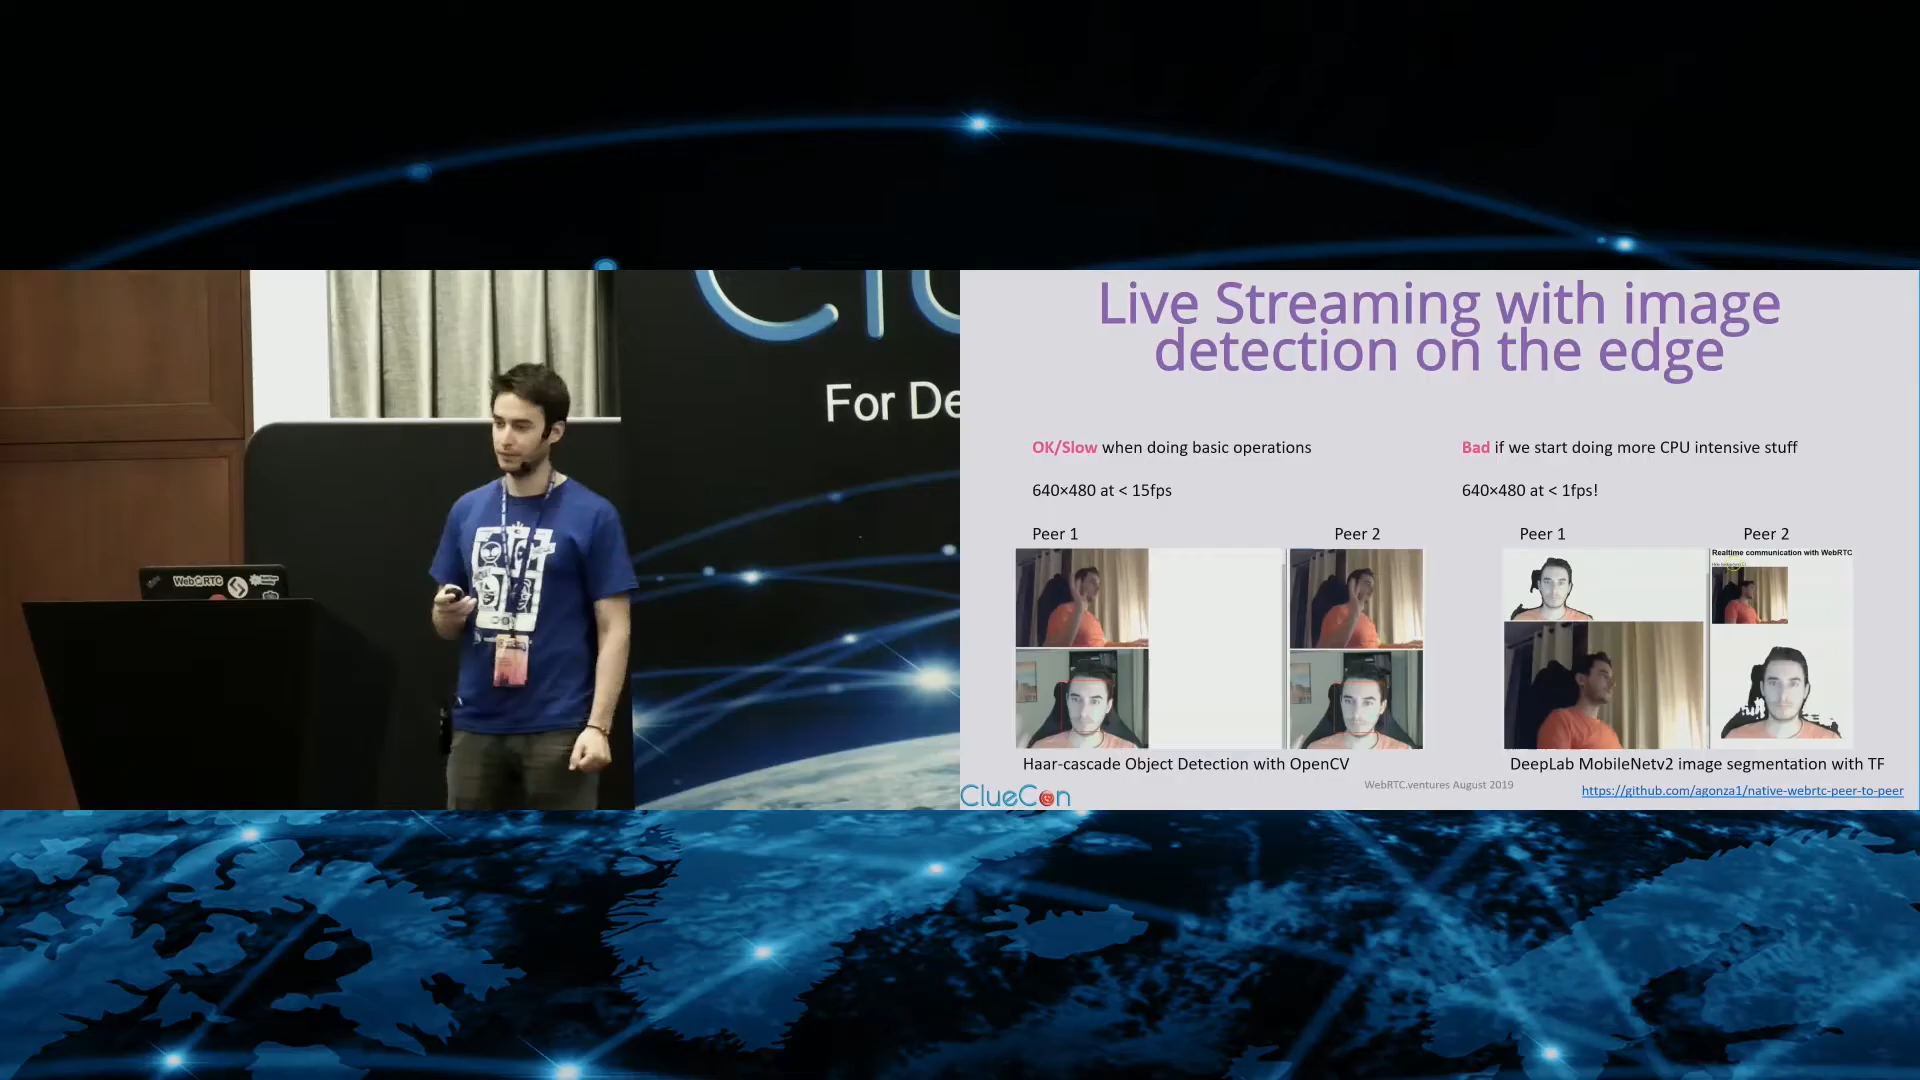 Clu
For De
WebRTC
Live Streaming with image
detection on the edge
OK/Slow when doing basic operations
640×480 at < 15fps
Peer 1
Peer 2
Haar-cascade Object Detection with OpenCV
Bad if we start doing more CPU intensive stuff
640×480 at < 1fps!
Peer 1
Peer 2
Realtime communication with WebRTC
DeepLab MobileNetv2 image segmentation with TF
ClueCon
WebRTC.ventures August 2019
https://github.com/agonza1/native-webrtc-peer-to-peer